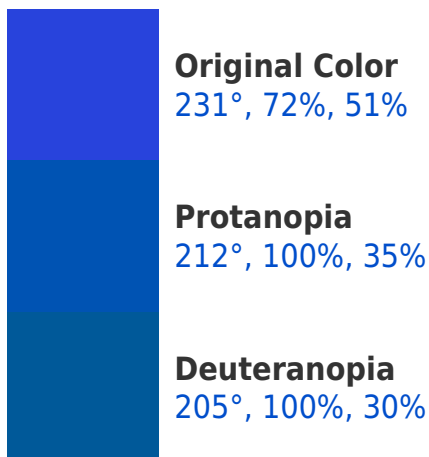 Original Color
231°, 72%, 51%
Protanopia
212°, 100%, 35%
Deuteranopia
205°, 100%, 30%